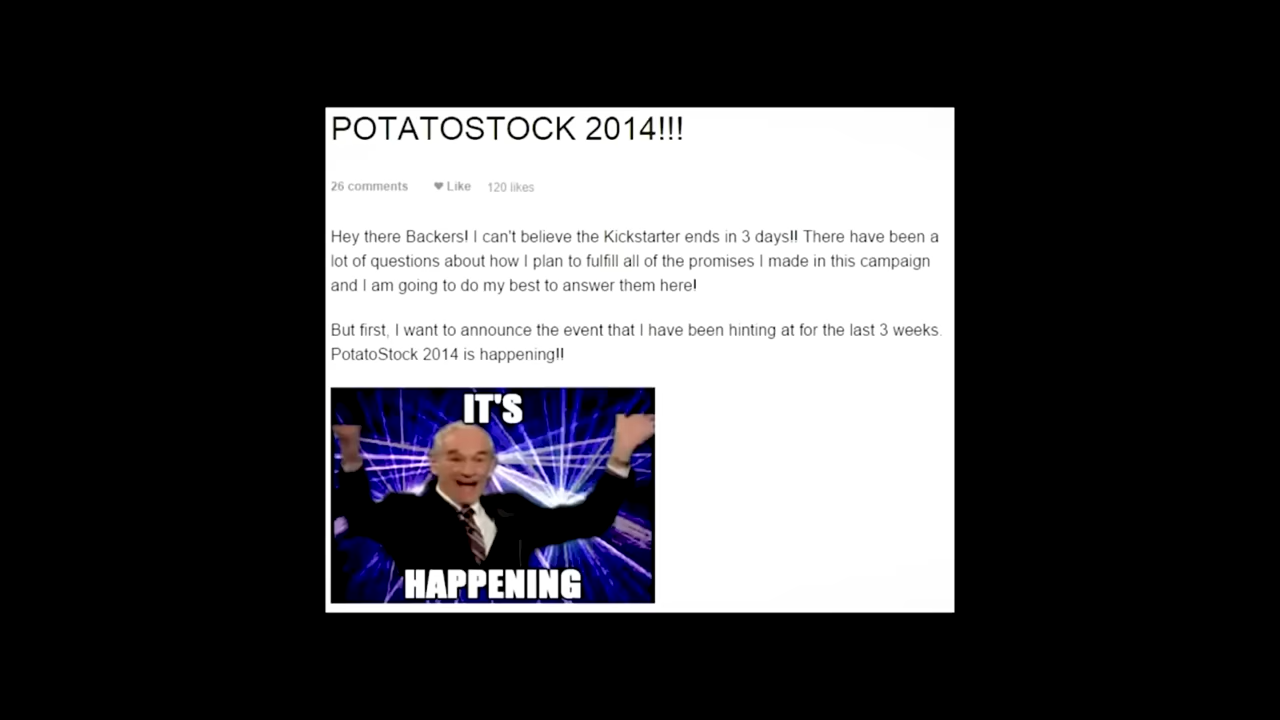 POTATOSTOCK 2014!!!
26 comments ♥ Like 120 likes
Hey there Backers! I can't believe the Kickstarter ends in 3 days!! There have been a
lot of questions about how I plan to fulfill all of the promises I made in this campaign
and I am going to do my best to answer them here!
But first, I want to announce the event that I have been hinting at for the last 3 weeks.
PotatoStock 2014 is happening!!
IT'S
HAPPENING